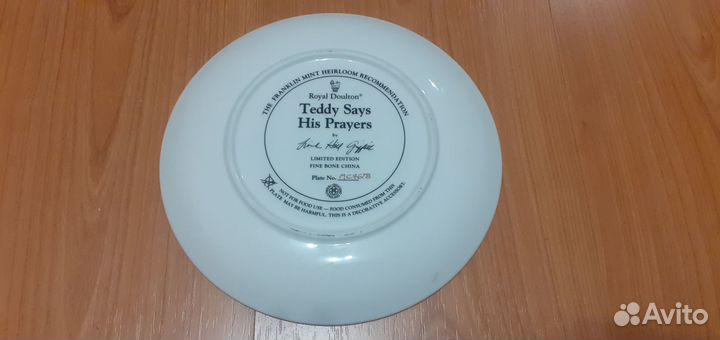 THE FRANKLIN MINT HEIRLOOM RECOMMENDATION
Royal Doulton®
Teddy Says
His Prayers
by
LIMITED EDITION
FINE BONE CHINA
Plate No.
NOT FOR FOOD USE — FOOD CONSUMED FROM THIS
PLATE MAY BE HARMFUL. THIS IS A DECORATIVE ACCESSORY.
Avito